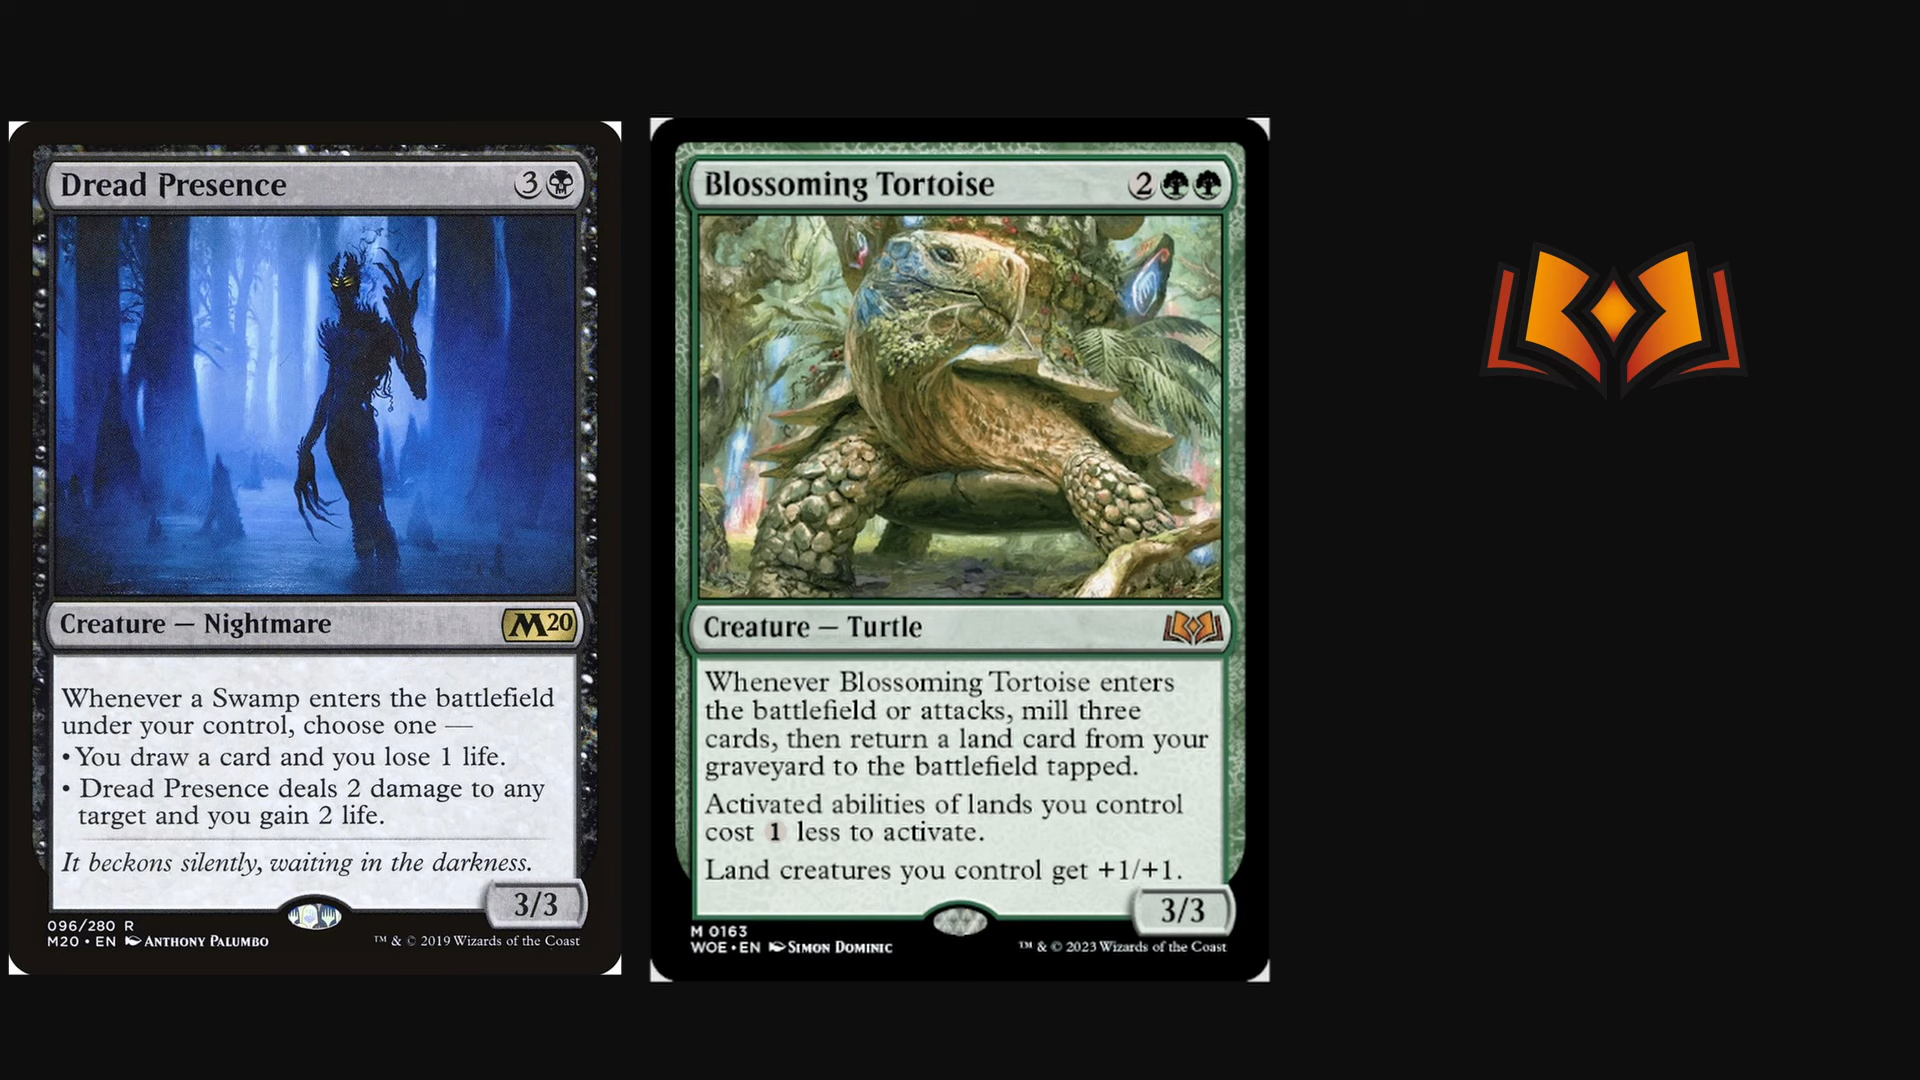 Dread Presence 3
Creature — Nightmare M20
Whenever a Swamp enters the battlefield
under your control, choose one —
• You draw a card and you lose 1 life.
• Dread Presence deals 2 damage to any
target and you gain 2 life.
It beckons silently, waiting in the darkness.
3/3
096/280 R
M20 • EN Anthony Palumbo
™ & © 2019 Wizards of the Coast
Blossoming Tortoise 2
Creature — Turtle
Whenever Blossoming Tortoise enters
the battlefield or attacks, mill three
cards, then return a land card from your
graveyard to the battlefield tapped.
Activated abilities of lands you control
cost 1 less to activate.
Land creatures you control get +1/+1.
3/3
M 0163
WOE • EN Simon Dominic
™ & © 2023 Wizards of the Coast